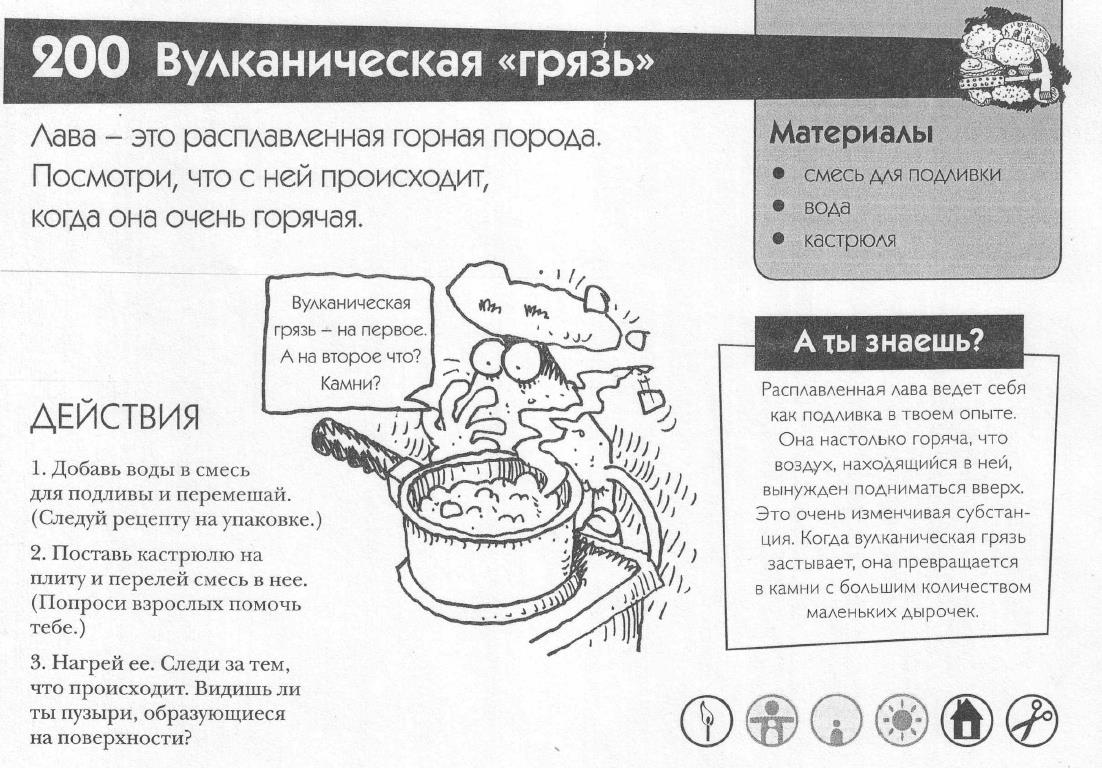 200 Вулканическая «грязь»
Лава – это расплавленная горная порода.
Посмотри, что с ней происходит,
когда она очень горячая.
Материалы
● смесь для подливки
● вода
● кастрюля
Вулканическая
грязь – на первое.
А на второе что?
Камни?
ДЕЙСТВИЯ
1. Добавь воды в смесь
для подливы и перемешай.
(Следуй рецепту на упаковке.)
2. Поставь кастрюлю на
плиту и перелей смесь в нее.
(Попроси взрослых помочь
тебе.)
3. Нагрей ее. Следи за тем,
что происходит. Видишь ли
ты пузыри, образующиеся
на поверхности?
А ты знаешь?
Расплавленная лава ведет себя
как подливка в твоем опыте.
Она настолько горяча, что
воздух, находящийся в ней,
вынужден подниматься вверх.
Это очень изменчивая субстан-
ция. Когда вулканическая грязь
застывает, она превращается
в камни с большим количеством
маленьких дырочек.